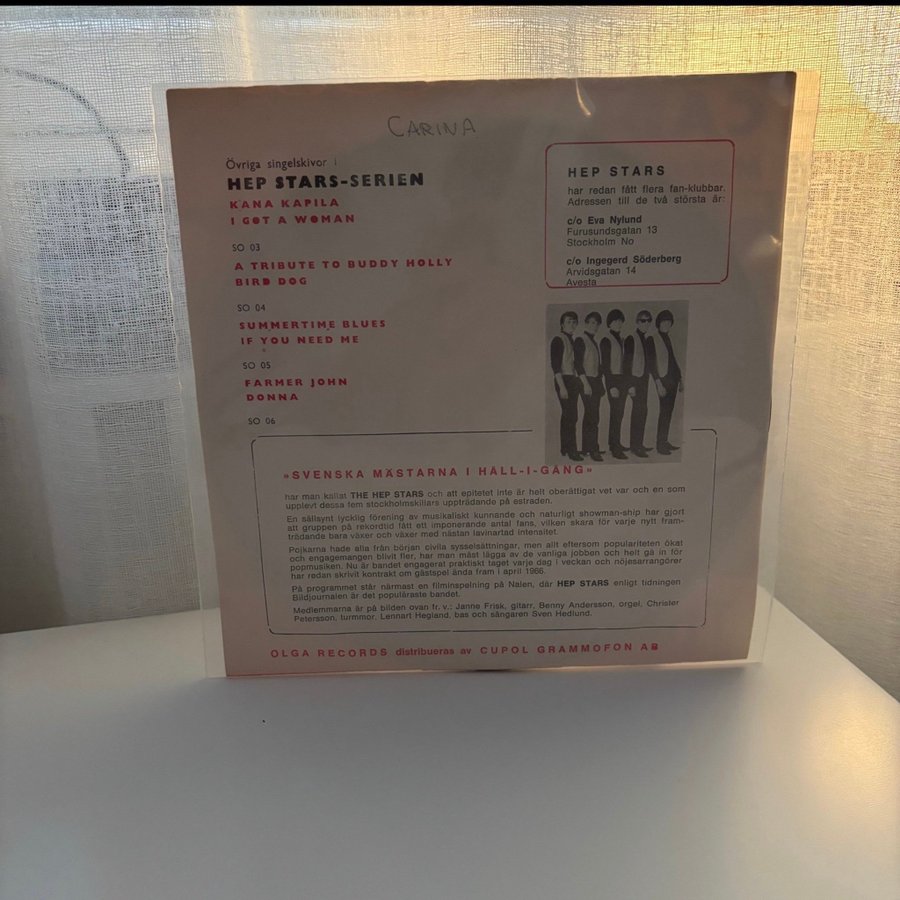 CARINA
Övriga singelskivor i
HEP STARS-SERIEN
KANA KAPILA
I GOT A WOMAN
SO 03
A TRIBUTE TO BUDDY HOLLY
BIRD DOG
SO 04
SUMMERTIME BLUES
IF YOU NEED ME
SO 05
FARMER JOHN
DONNA
SO 06
HEP STARS
har redan fått flera fan-klubbar.
Adressen till de två största är:
c/o Eva Nylund
Furusundsgatan 13
Stockholm No
c/o Ingegerd Söderberg
Arvidsgatan 14
Avesta
»SVENSKA MÄSTARNA I HÄLL-I-GÅNG»
har man kallat THE HEP STARS och att epitetet inte är helt oberättigat vet var och en som
upplevt dessa fem stockholmskillars uppträdande på estraden.
En sällsynt lycklig förening av musikaliskt kunnande och naturligt showman-ship har gjort
att gruppen på rekordtid fått ett imponerande antal fans, vilken skara för varje nytt fram-
trädande bara växer och växer med nästan lavinartad intensitet.
Pojkarna hade alla från början civila sysselsättningar, men allt eftersom populariteten ökat
och engagemangen blivit fler, har man måst lägga av de vanliga jobben och helt gå in för
popmusiken. Nu är bandet engagerat praktiskt taget varje dag i veckan och nöjesarrangörer
har redan skrivit kontrakt om gästspel ända fram i april 1966.
På programmet står närmast en filminspelning på Nalen, där HEP STARS enligt tidningen
Bildjournalen är det populäraste bandet.
Medlemmarna är på bilden ovan fr. v.: Janne Frisk, gitarr, Benny Andersson, orgel, Christer
Petersson, turmmor, Lennart Hegland, bas och sångaren Sven Hedlund.
OLGA RECORDS distribueras av CUPOL GRAMMOFON AB